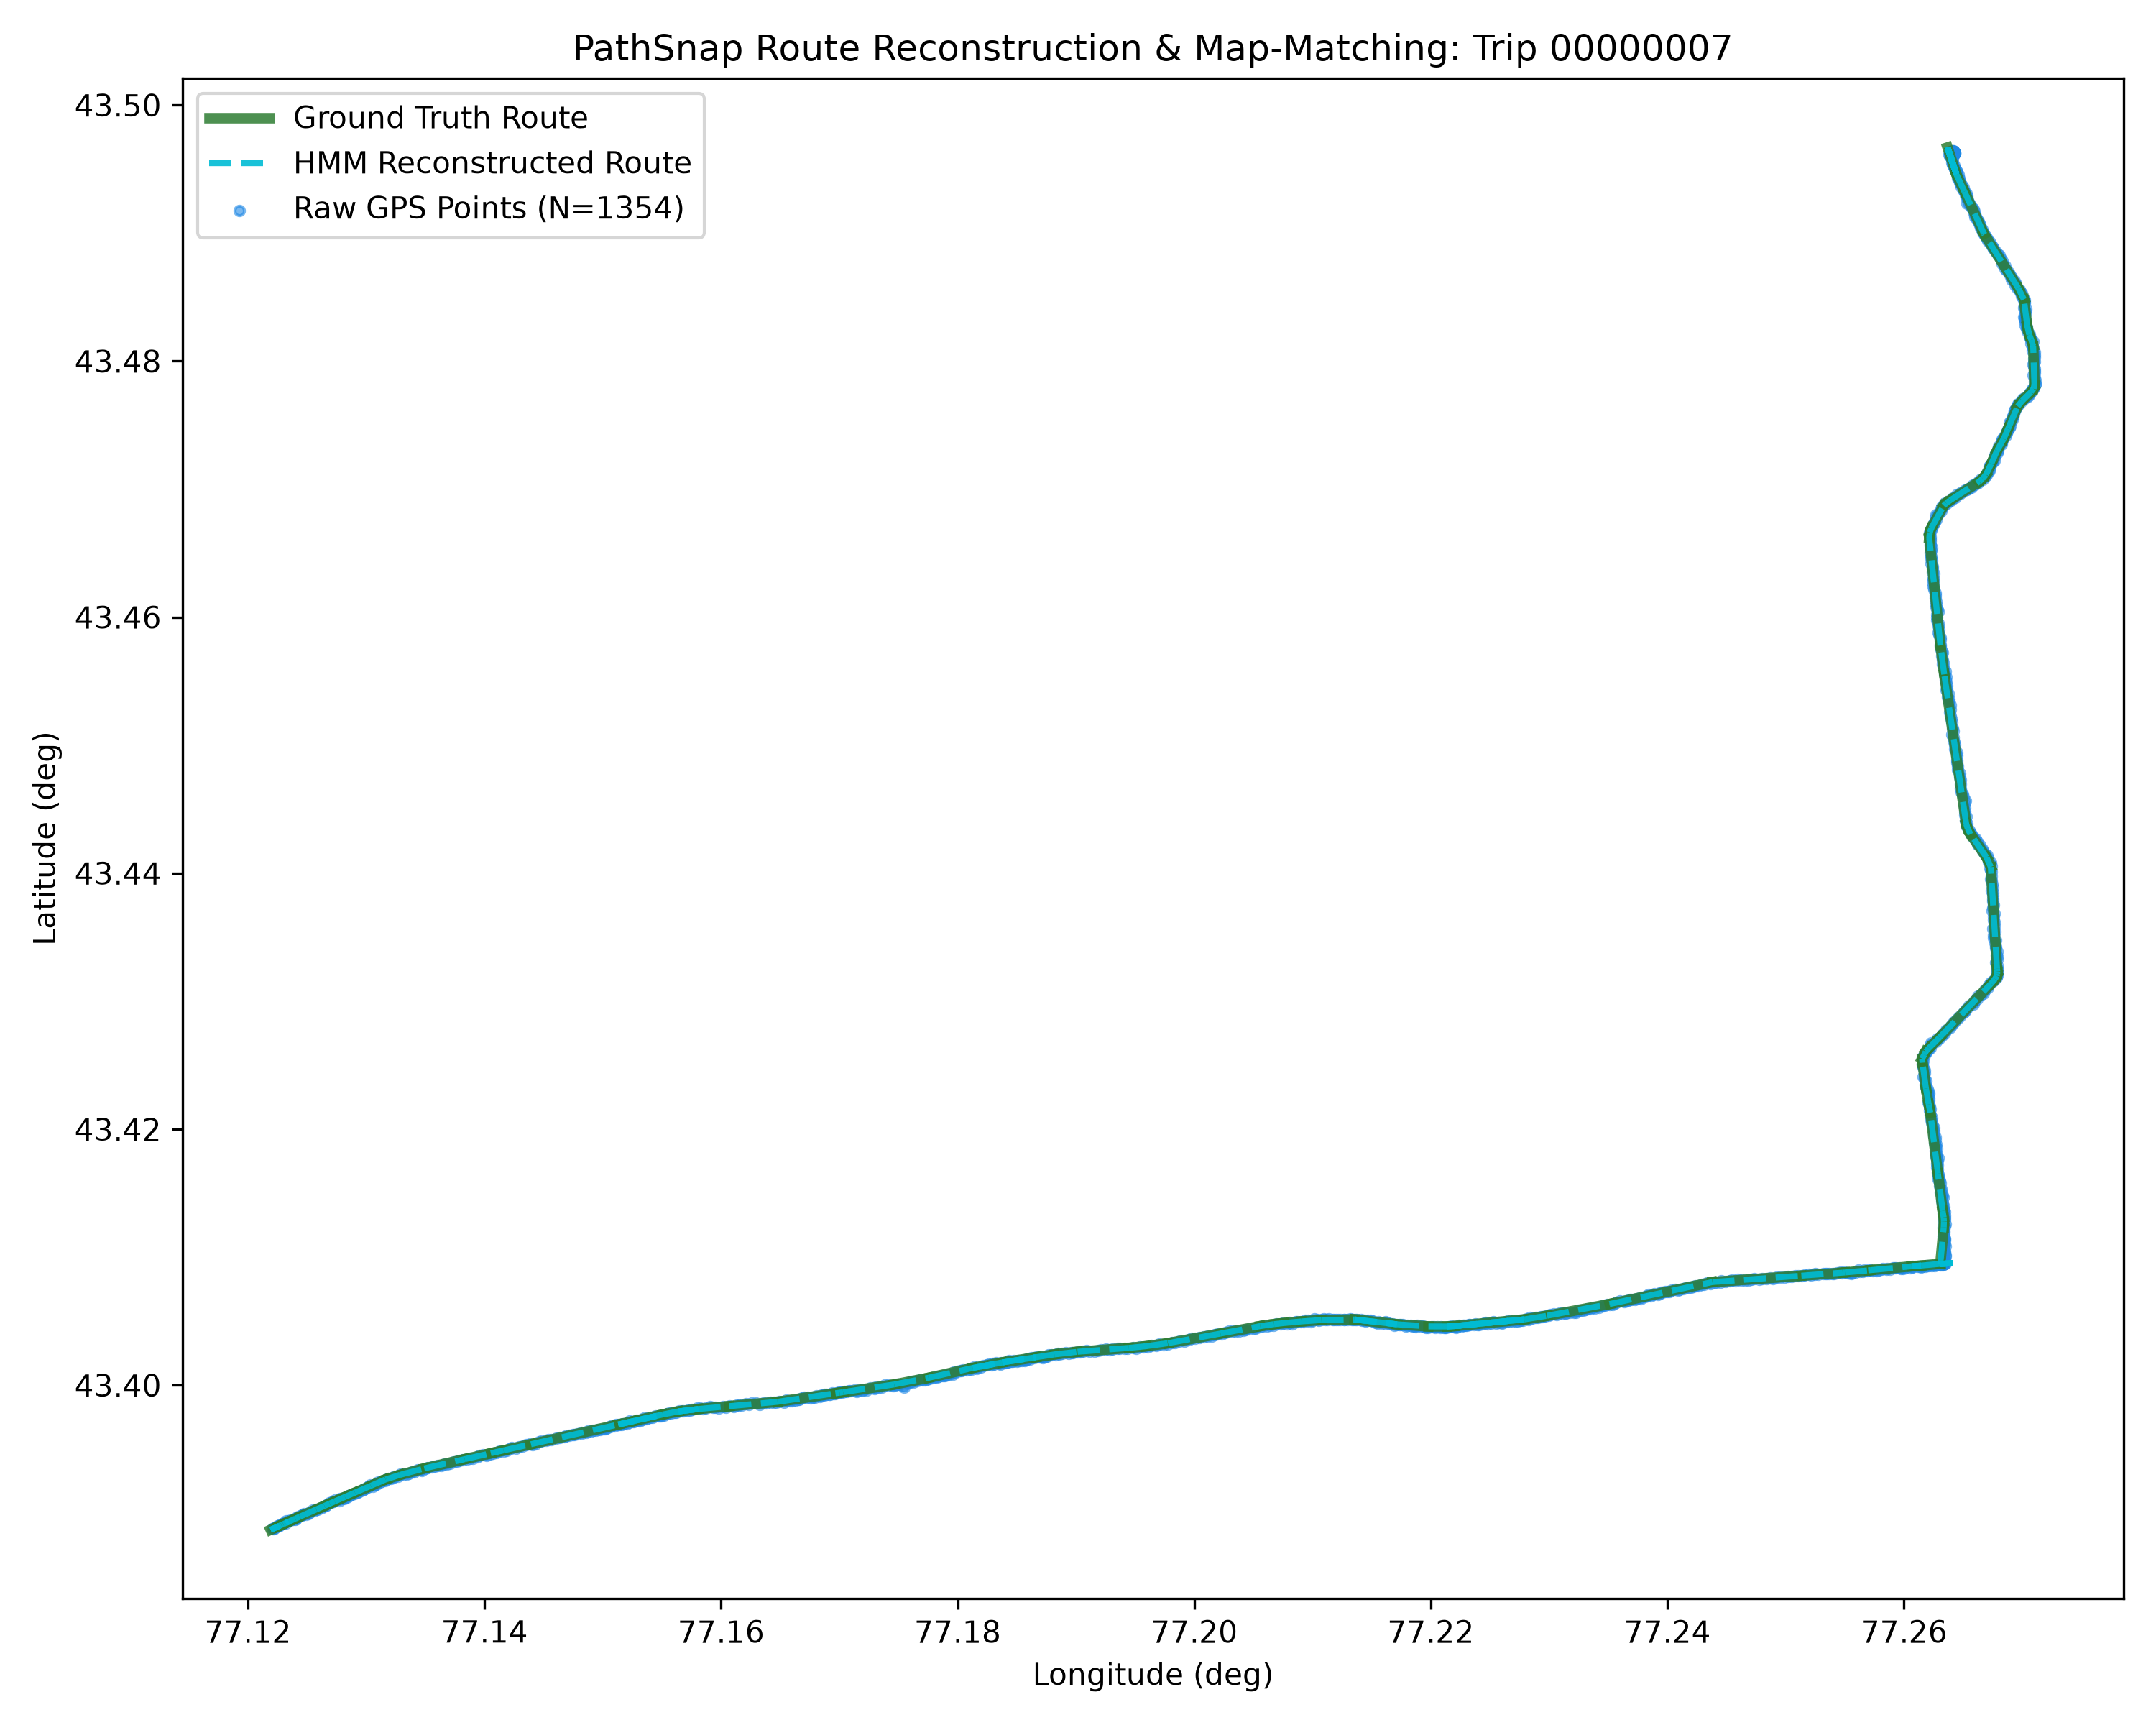 PathSnap Route Reconstruction & Map-Matching: Trip 00000007
Ground Truth Route
HMM Reconstructed Route
Raw GPS Points (N=1354)
43.50
43.48
43.46
43.44
43.42
43.40
Latitude (deg)
77.12 77.14 77.16 77.18 77.20 77.22 77.24 77.26
Longitude (deg)